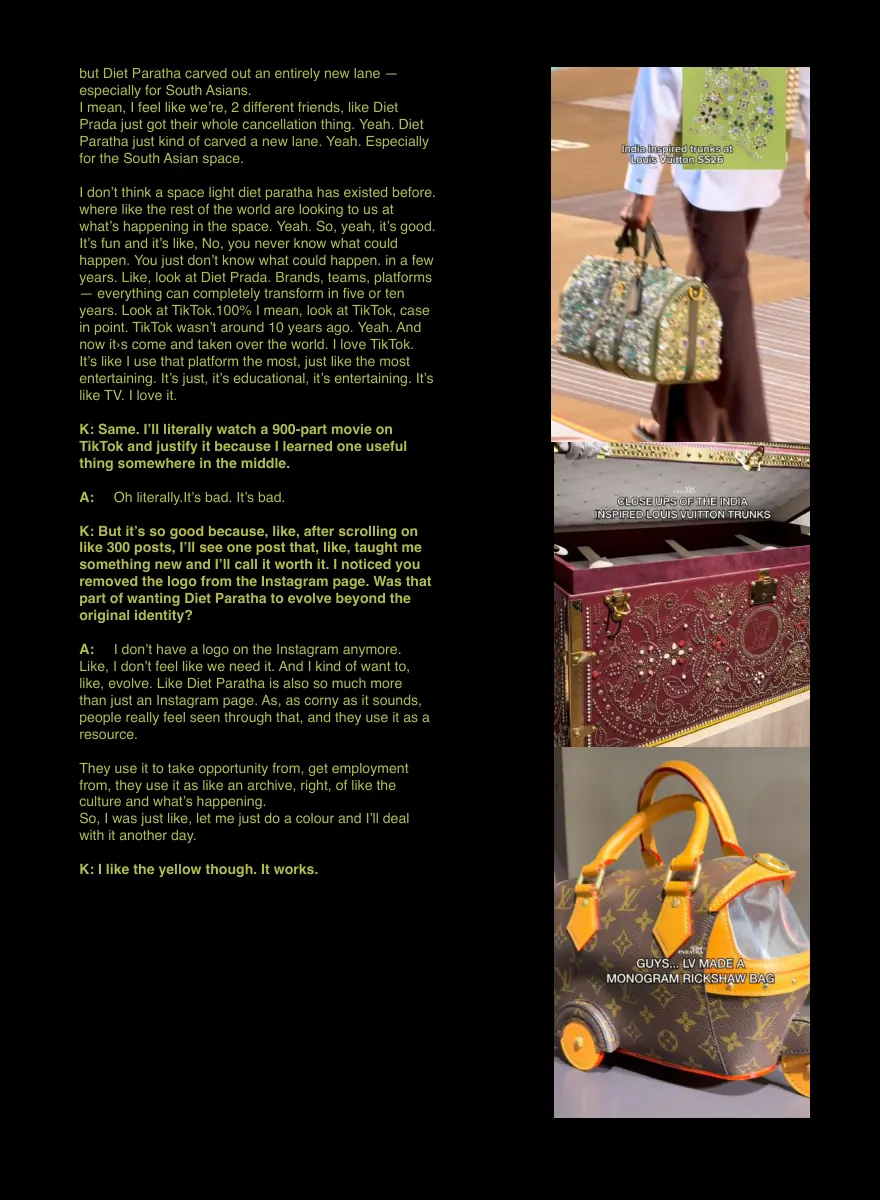 but Diet Paratha carved out an entirely new lane —
especially for South Asians.
I mean, I feel like we’re, 2 different friends, like Diet
Prada just got their whole cancellation thing. Yeah. Diet
Paratha just kind of carved a new lane. Yeah. Especially
for the South Asian space.
I don’t think a space light diet paratha has existed before.
where like the rest of the world are looking to us at
what’s happening in the space. Yeah. So, yeah, it’s good.
It’s fun and it’s like, No, you never know what could
happen. You just don’t know what could happen. in a few
years. Like, look at Diet Prada. Brands, teams, platforms
— everything can completely transform in five or ten
years. Look at TikTok.100% I mean, look at TikTok, case
in point. TikTok wasn’t around 10 years ago. Yeah. And
now it›s come and taken over the world. I love TikTok.
It’s like I use that platform the most, just like the most
entertaining. It’s just, it’s educational, it’s entertaining. It’s
like TV. I love it.
K: Same. I’ll literally watch a 900-part movie on
TikTok and justify it because I learned one useful
thing somewhere in the middle.
A: Oh literally.It’s bad. It’s bad.
K: But it’s so good because, like, after scrolling on
like 300 posts, I’ll see one post that, like, taught me
something new and I’ll call it worth it. I noticed you
removed the logo from the Instagram page. Was that
part of wanting Diet Paratha to evolve beyond the
original identity?
A: I don’t have a logo on the Instagram anymore.
Like, I don’t feel like we need it. And I kind of want to,
like, evolve. Like Diet Paratha is also so much more
than just an Instagram page. As, as corny as it sounds,
people really feel seen through that, and they use it as a
resource.
They use it to take opportunity from, get employment
from, they use it as like an archive, right, of like the
culture and what’s happening.
So, I was just like, let me just do a colour and I’ll deal
with it another day.
K: I like the yellow though. It works.
India inspired trunks at
Louis Vuitton SS26
CLOSE UPS OF THE INDIA
INSPIRED LOUIS VUITTON TRUNKS
PARATHA
GUYS... LV MADE A
MONOGRAM RICKSHAW BAG